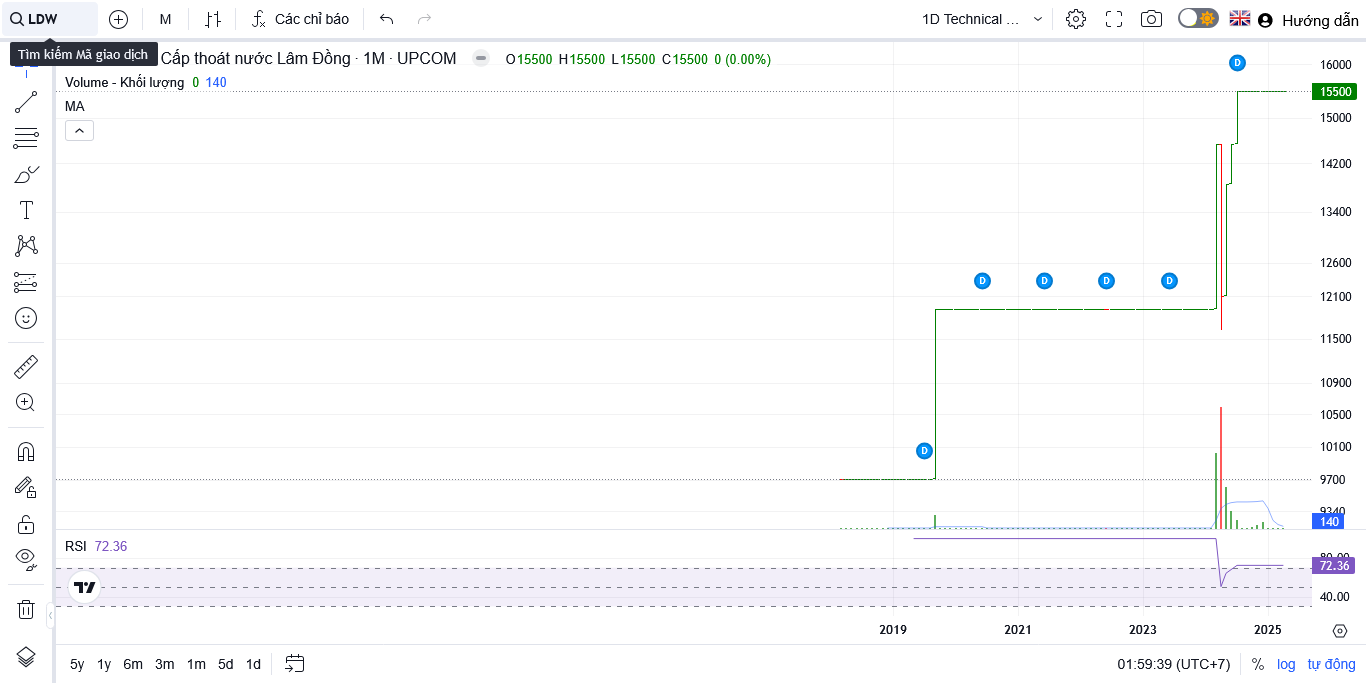 LDW M Các chỉ báo 1D Technical ... Hướng dẫn
Tìm kiếm Mã giao dịch
Cấp thoát nước Lâm Đồng · 1M · UPCOM O15500 H15500 L15500 C15500 0 (0.00%)
Volume - Khối lượng 0 140
MA
D
D D D D
D
16000
15500
15000
14200
13400
12600
12100
11500
10900
10500
10100
9700
9340
140
RSI 72.36
80.00
72.36
40.00
2019 2021 2023 2025
5y 1y 6m 3m 1m 5d 1d 01:59:39 (UTC+7) % log tự động